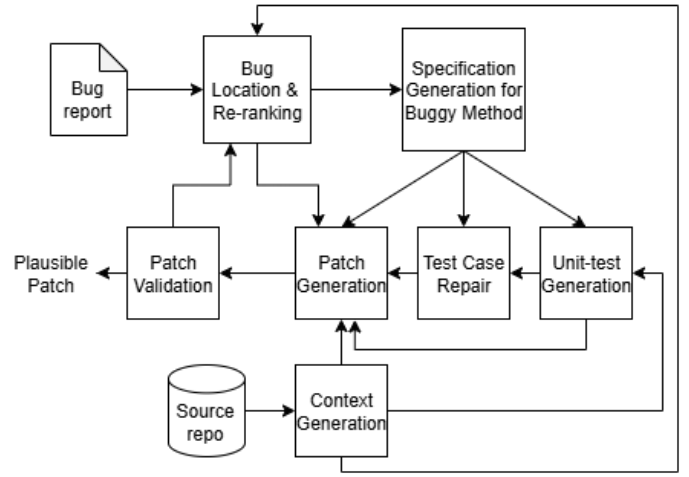 Bug
report
Bug
Location &
Re-ranking
Specification
Generation for
Buggy Method
Plausible
Patch
Patch
Validation
Patch
Generation
Test Case
Repair
Unit-test
Generation
Source
repo
Context
Generation